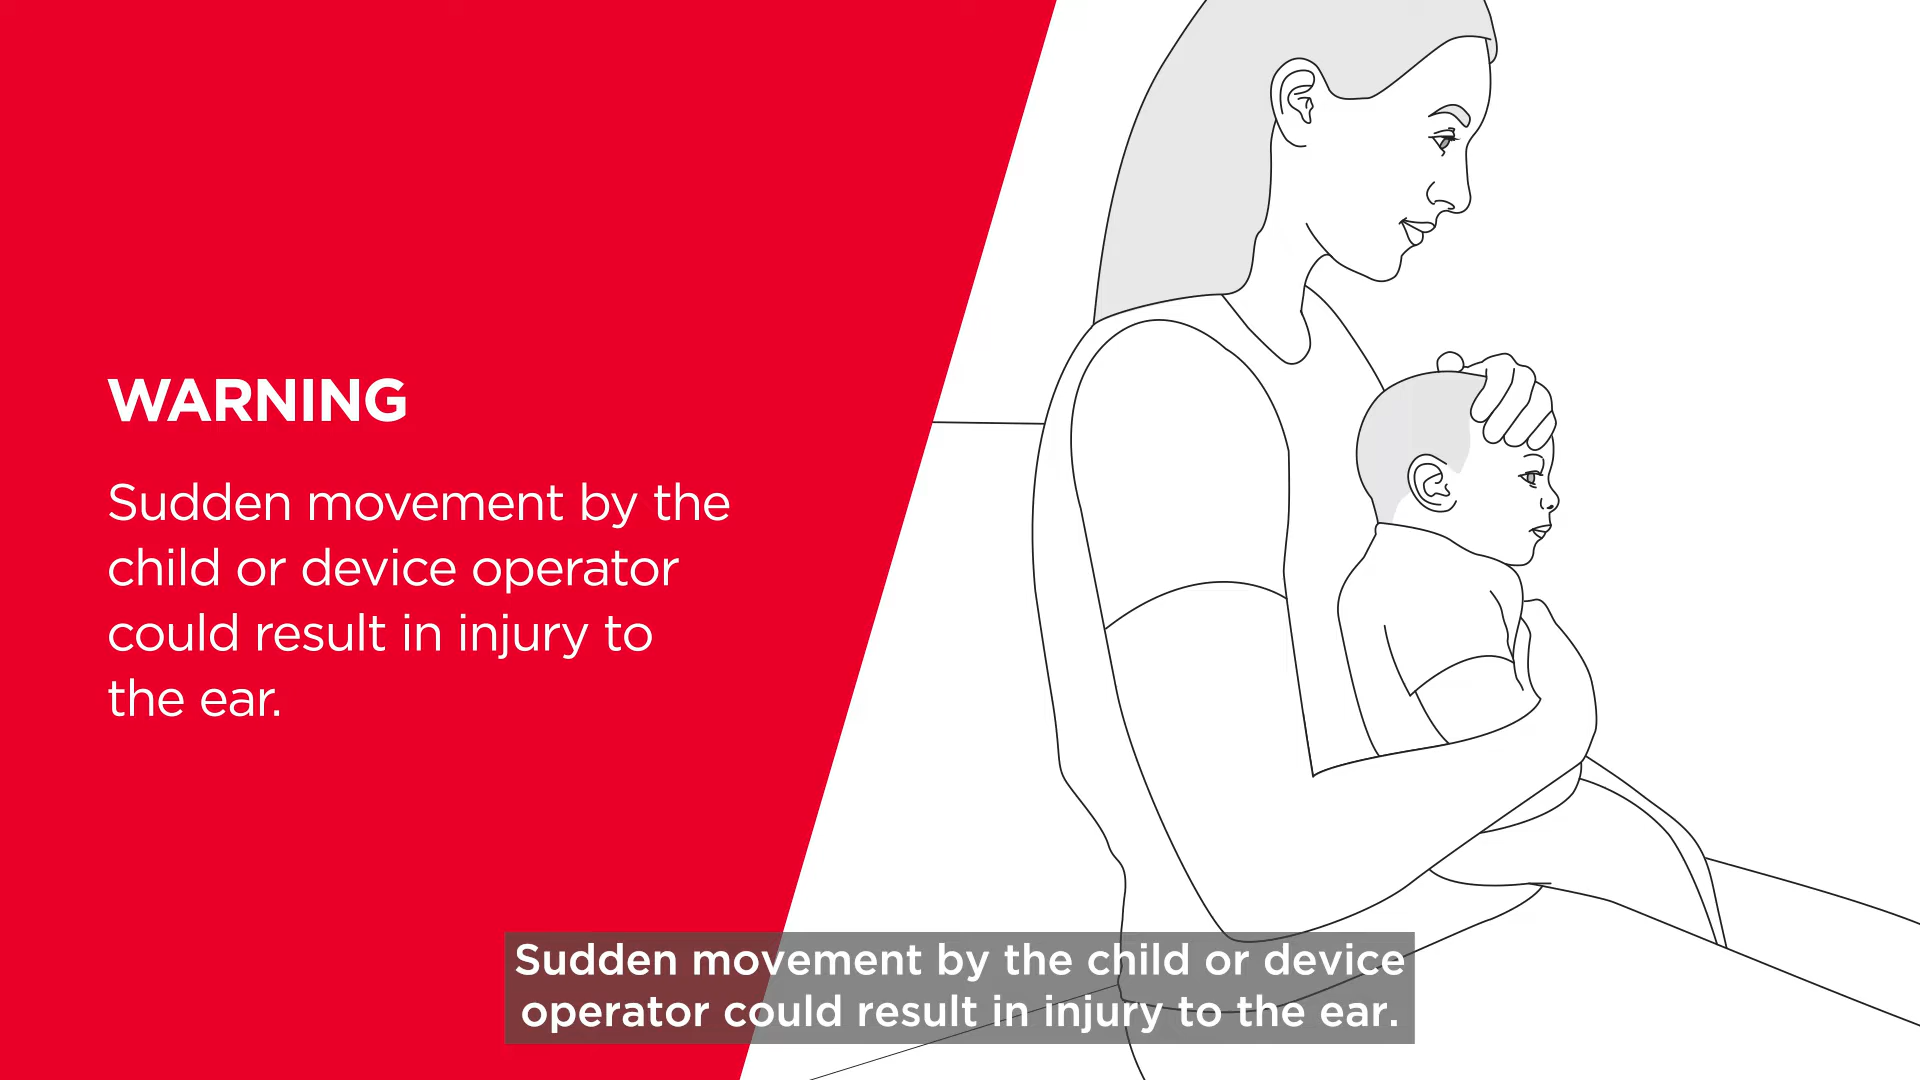 WARNING
Sudden movement by the
child or device operator
could result in injury to
the ear.
Sudden movement by the child or device
operator could result in injury to the ear.